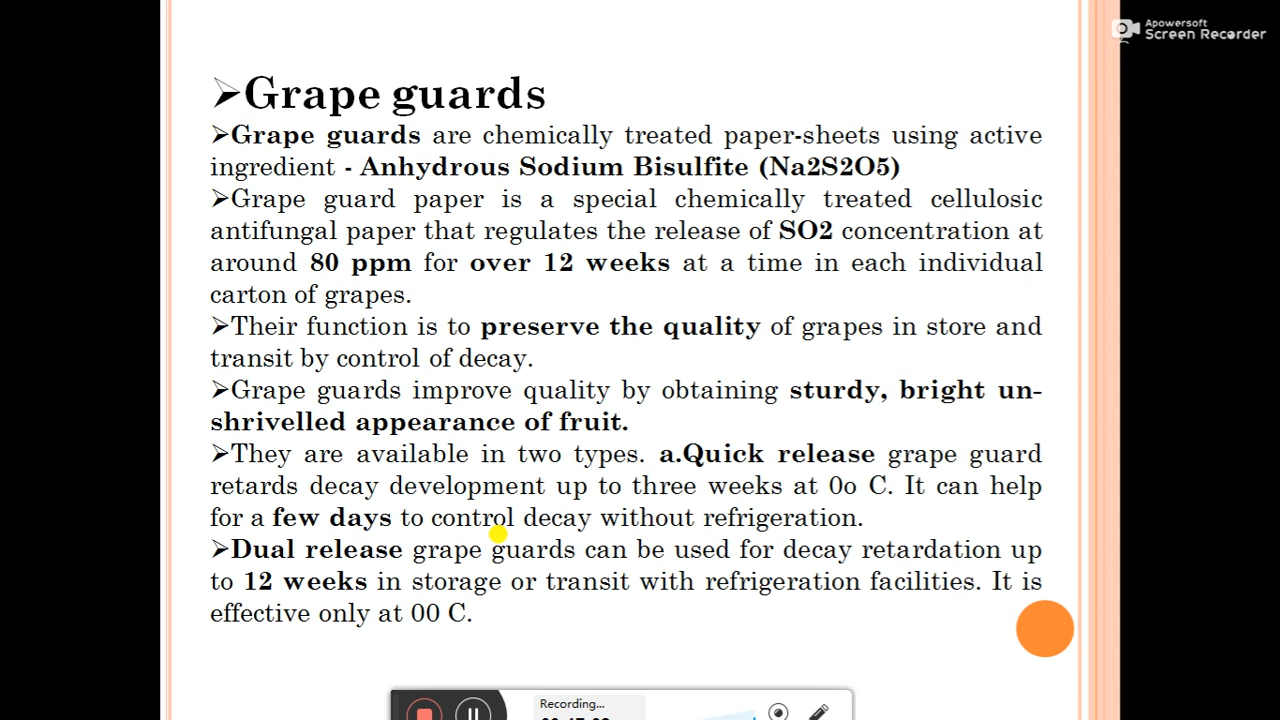 Apowersoft
Screen Recorder
➢Grape guards
➢Grape guards are chemically treated paper-sheets using active
ingredient - Anhydrous Sodium Bisulfite (Na2S2O5)
➢Grape guard paper is a special chemically treated cellulosic
antifungal paper that regulates the release of SO2 concentration at
around 80 ppm for over 12 weeks at a time in each individual
carton of grapes.
➢Their function is to preserve the quality of grapes in store and
transit by control of decay.
➢Grape guards improve quality by obtaining sturdy, bright un-
shrivelled appearance of fruit.
➢They are available in two types. a.Quick release grape guard
retards decay development up to three weeks at 0o C. It can help
for a few days to control decay without refrigeration.
➢Dual release grape guards can be used for decay retardation up
to 12 weeks in storage or transit with refrigeration facilities. It is
effective only at 00 C.
Recording...